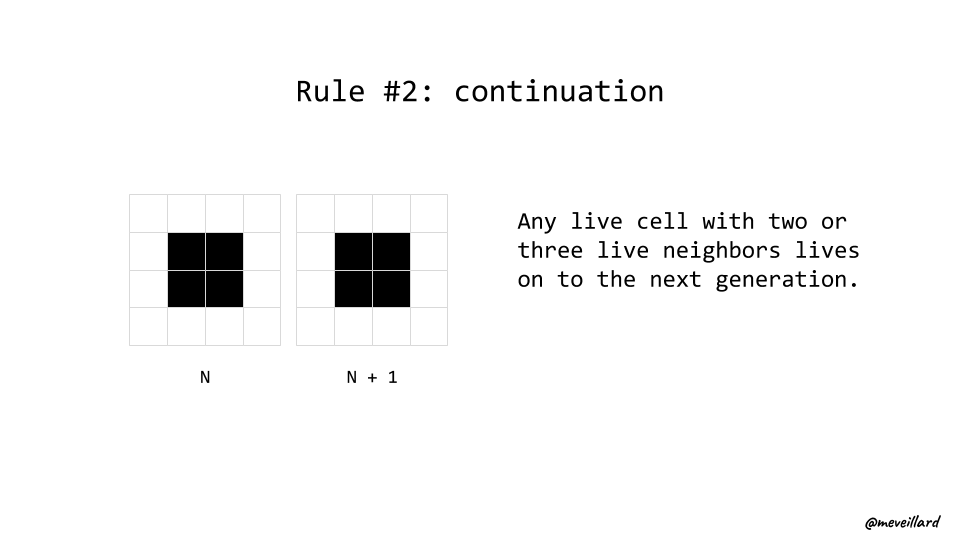 Rule #2: continuation
Any live cell with two or
three live neighbors lives
on to the next generation.
N
N + 1
@meveillard